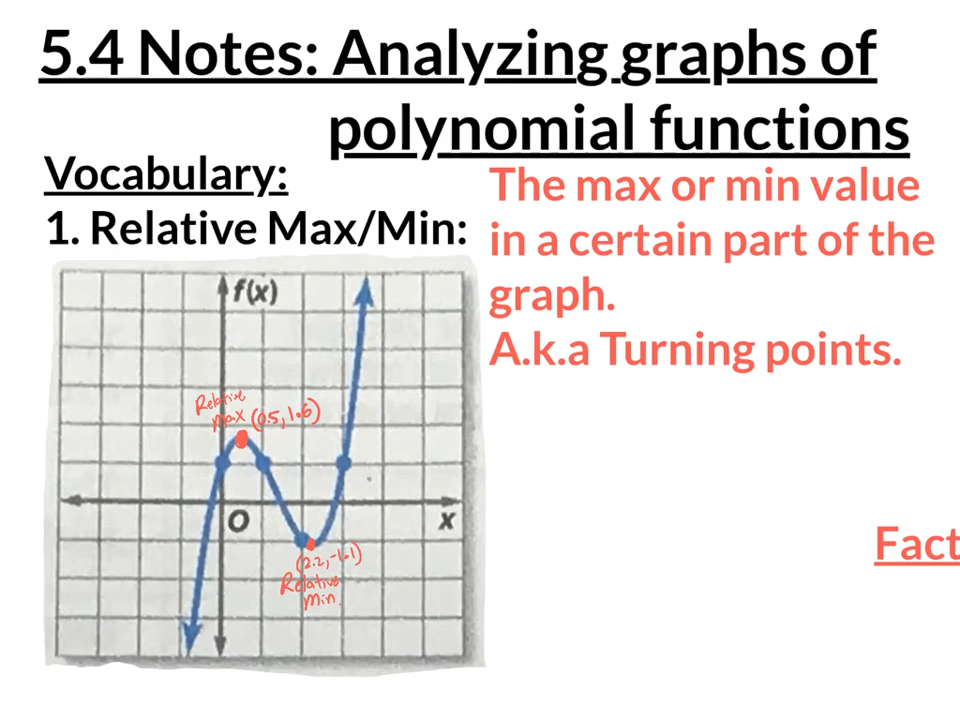 5.4 Notes: Analyzing graphs of
polynomial functions
Vocabulary:
1. Relative Max/Min:
The max or min value
in a certain part of the
graph.
A.k.a Turning points.
f(x)
Relative
max (0.5, 1.6)
O
x
(2.2, -1.1)
Relative
min.
Fact